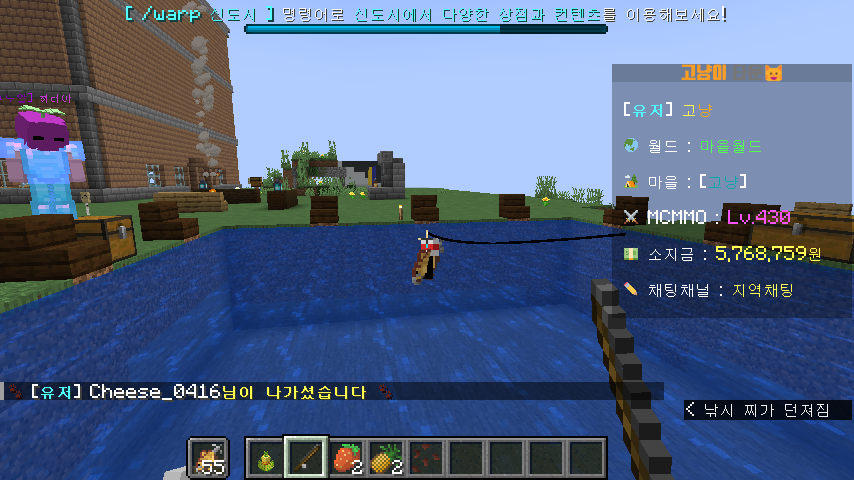 [ /warp 신도시 ] 명령어로 신도시에서 다양한 상점과 컨텐츠를 이용해보세요!
고냥이
[유저] 고냥
월드 : 마을월드
마을 : [고냥]
MCMMO : Lv.430
소지금 : 5,768,759원
채팅채널 : 지역채팅
[유저] Cheese_0416님이 나가셨습니다
< 낚시 찌가 던져짐
55
2
2